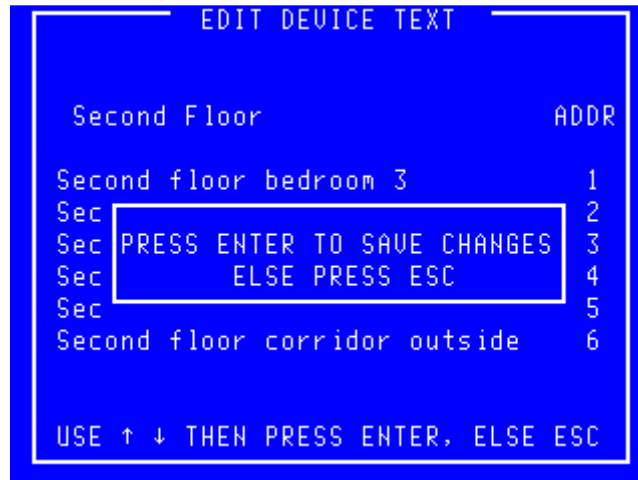 EDIT DEVICE TEXT
Second Floor ADDR
Second floor bedroom 3 1
Sec 2
Sec PRESS ENTER TO SAVE CHANGES 3
Sec ELSE PRESS ESC 4
Sec 5
Second floor corridor outside 6
USE ↑ ↓ THEN PRESS ENTER, ELSE ESC